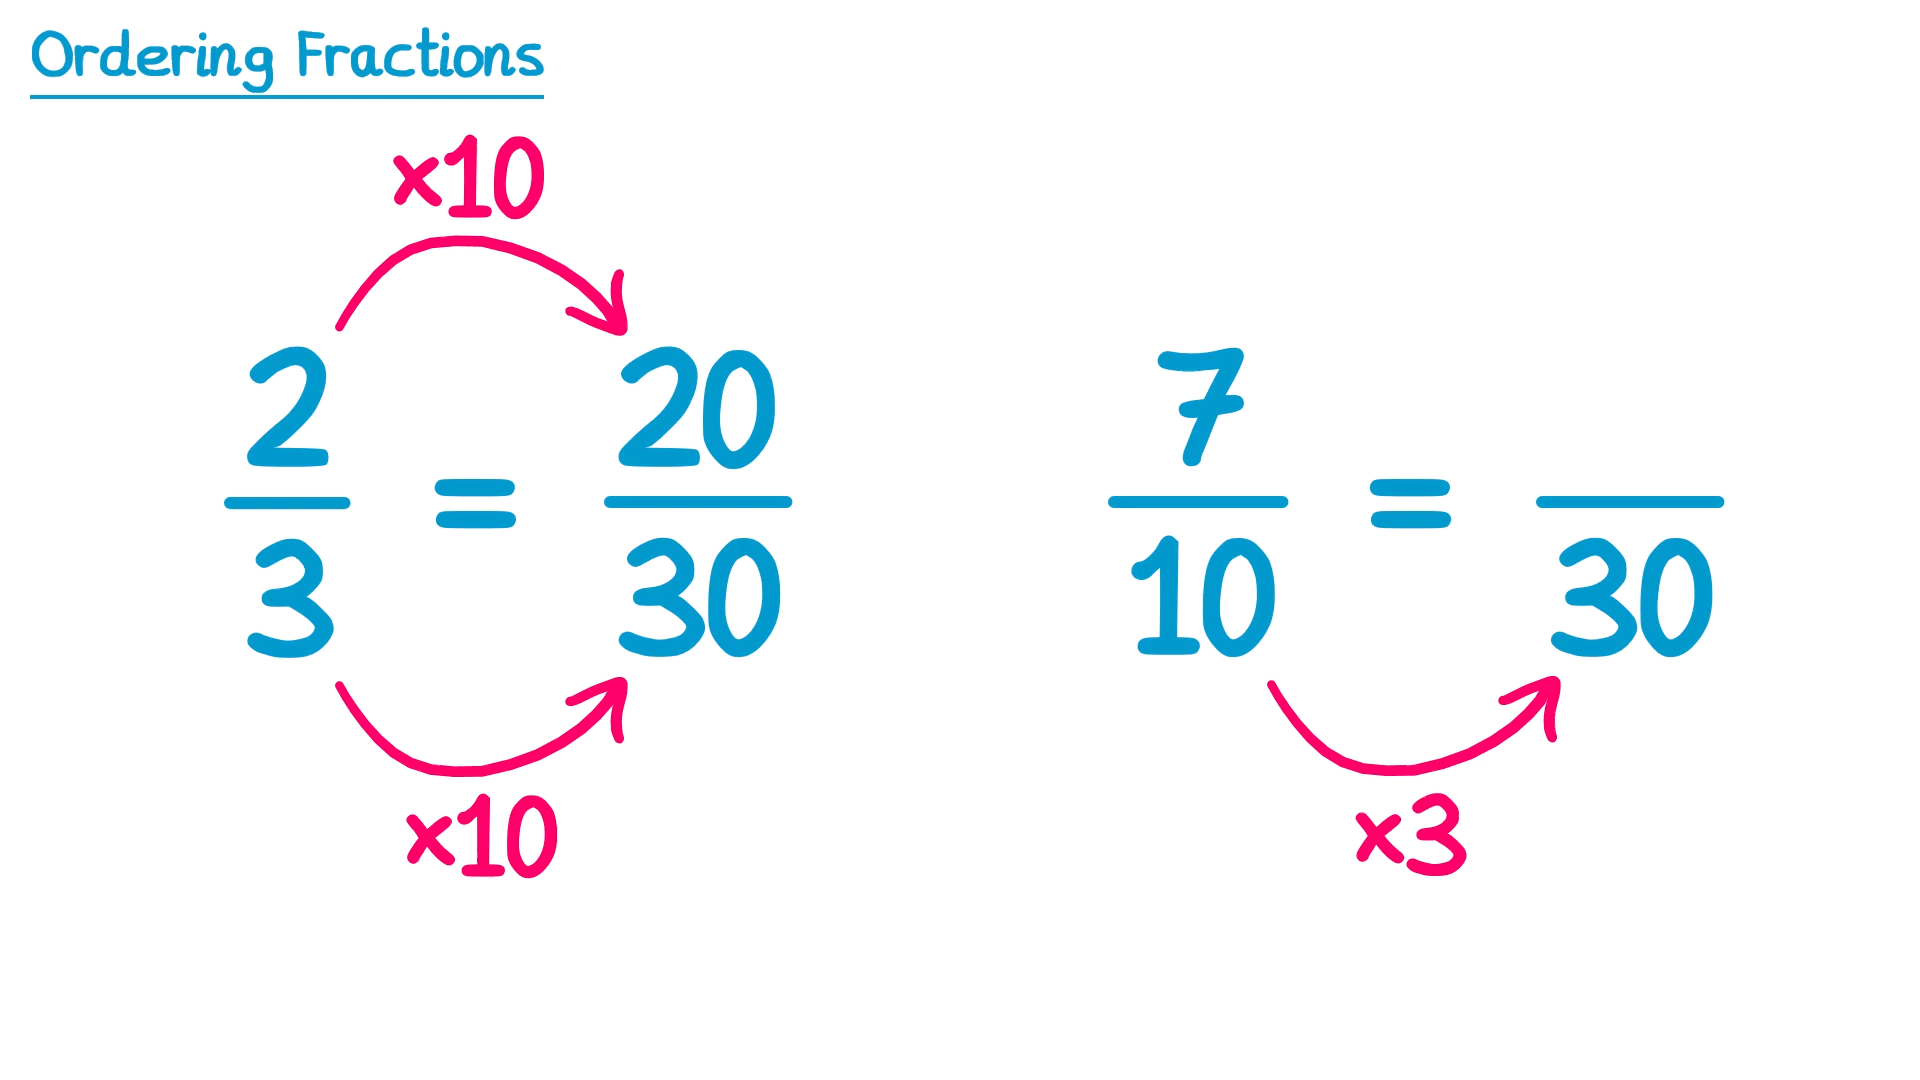 Ordering Fractions
×10
2 20 7
= =
3 30 10 30
×10 ×3